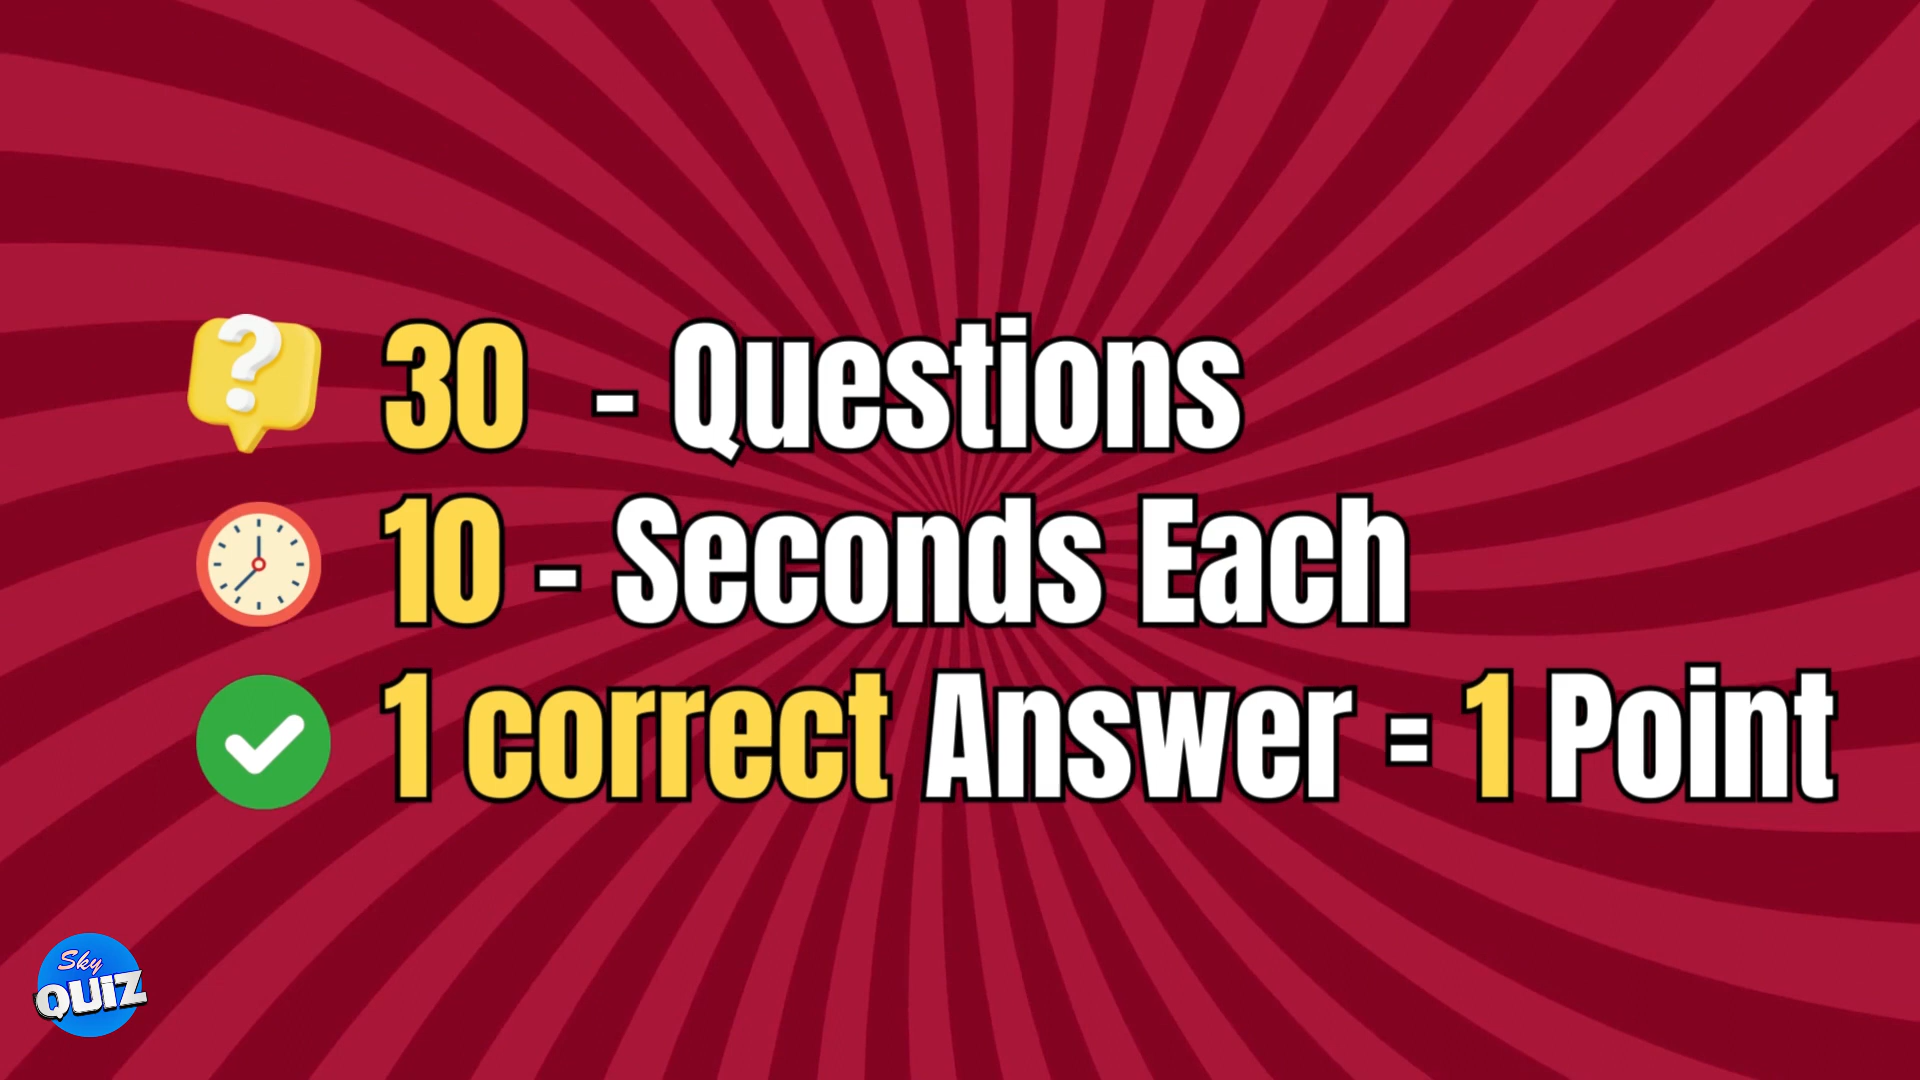 ?
30 - Questions
10 - Seconds Each
1 correct Answer = 1 Point
Sky
QUIZ